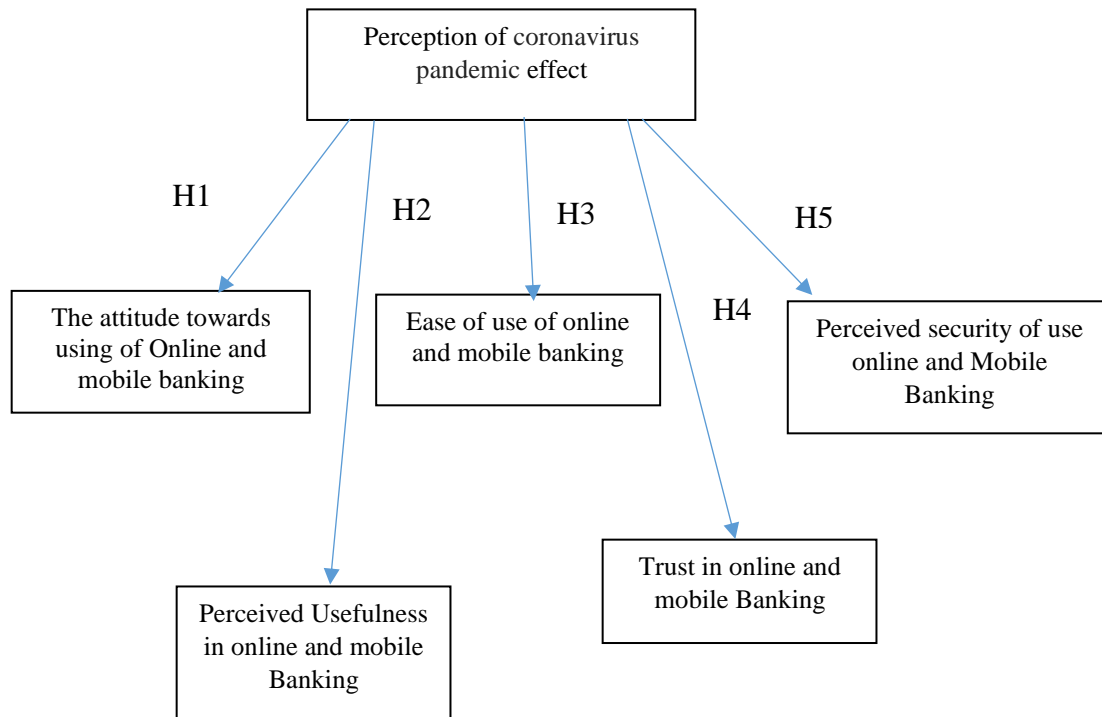 Perception of coronavirus
pandemic effect
H1
H2
H3
H4
H5
The attitude towards
using of Online and
mobile banking
Ease of use of online
and mobile banking
Perceived security of use
online and Mobile
Banking
Perceived Usefulness
in online and mobile
Banking
Trust in online and
mobile Banking